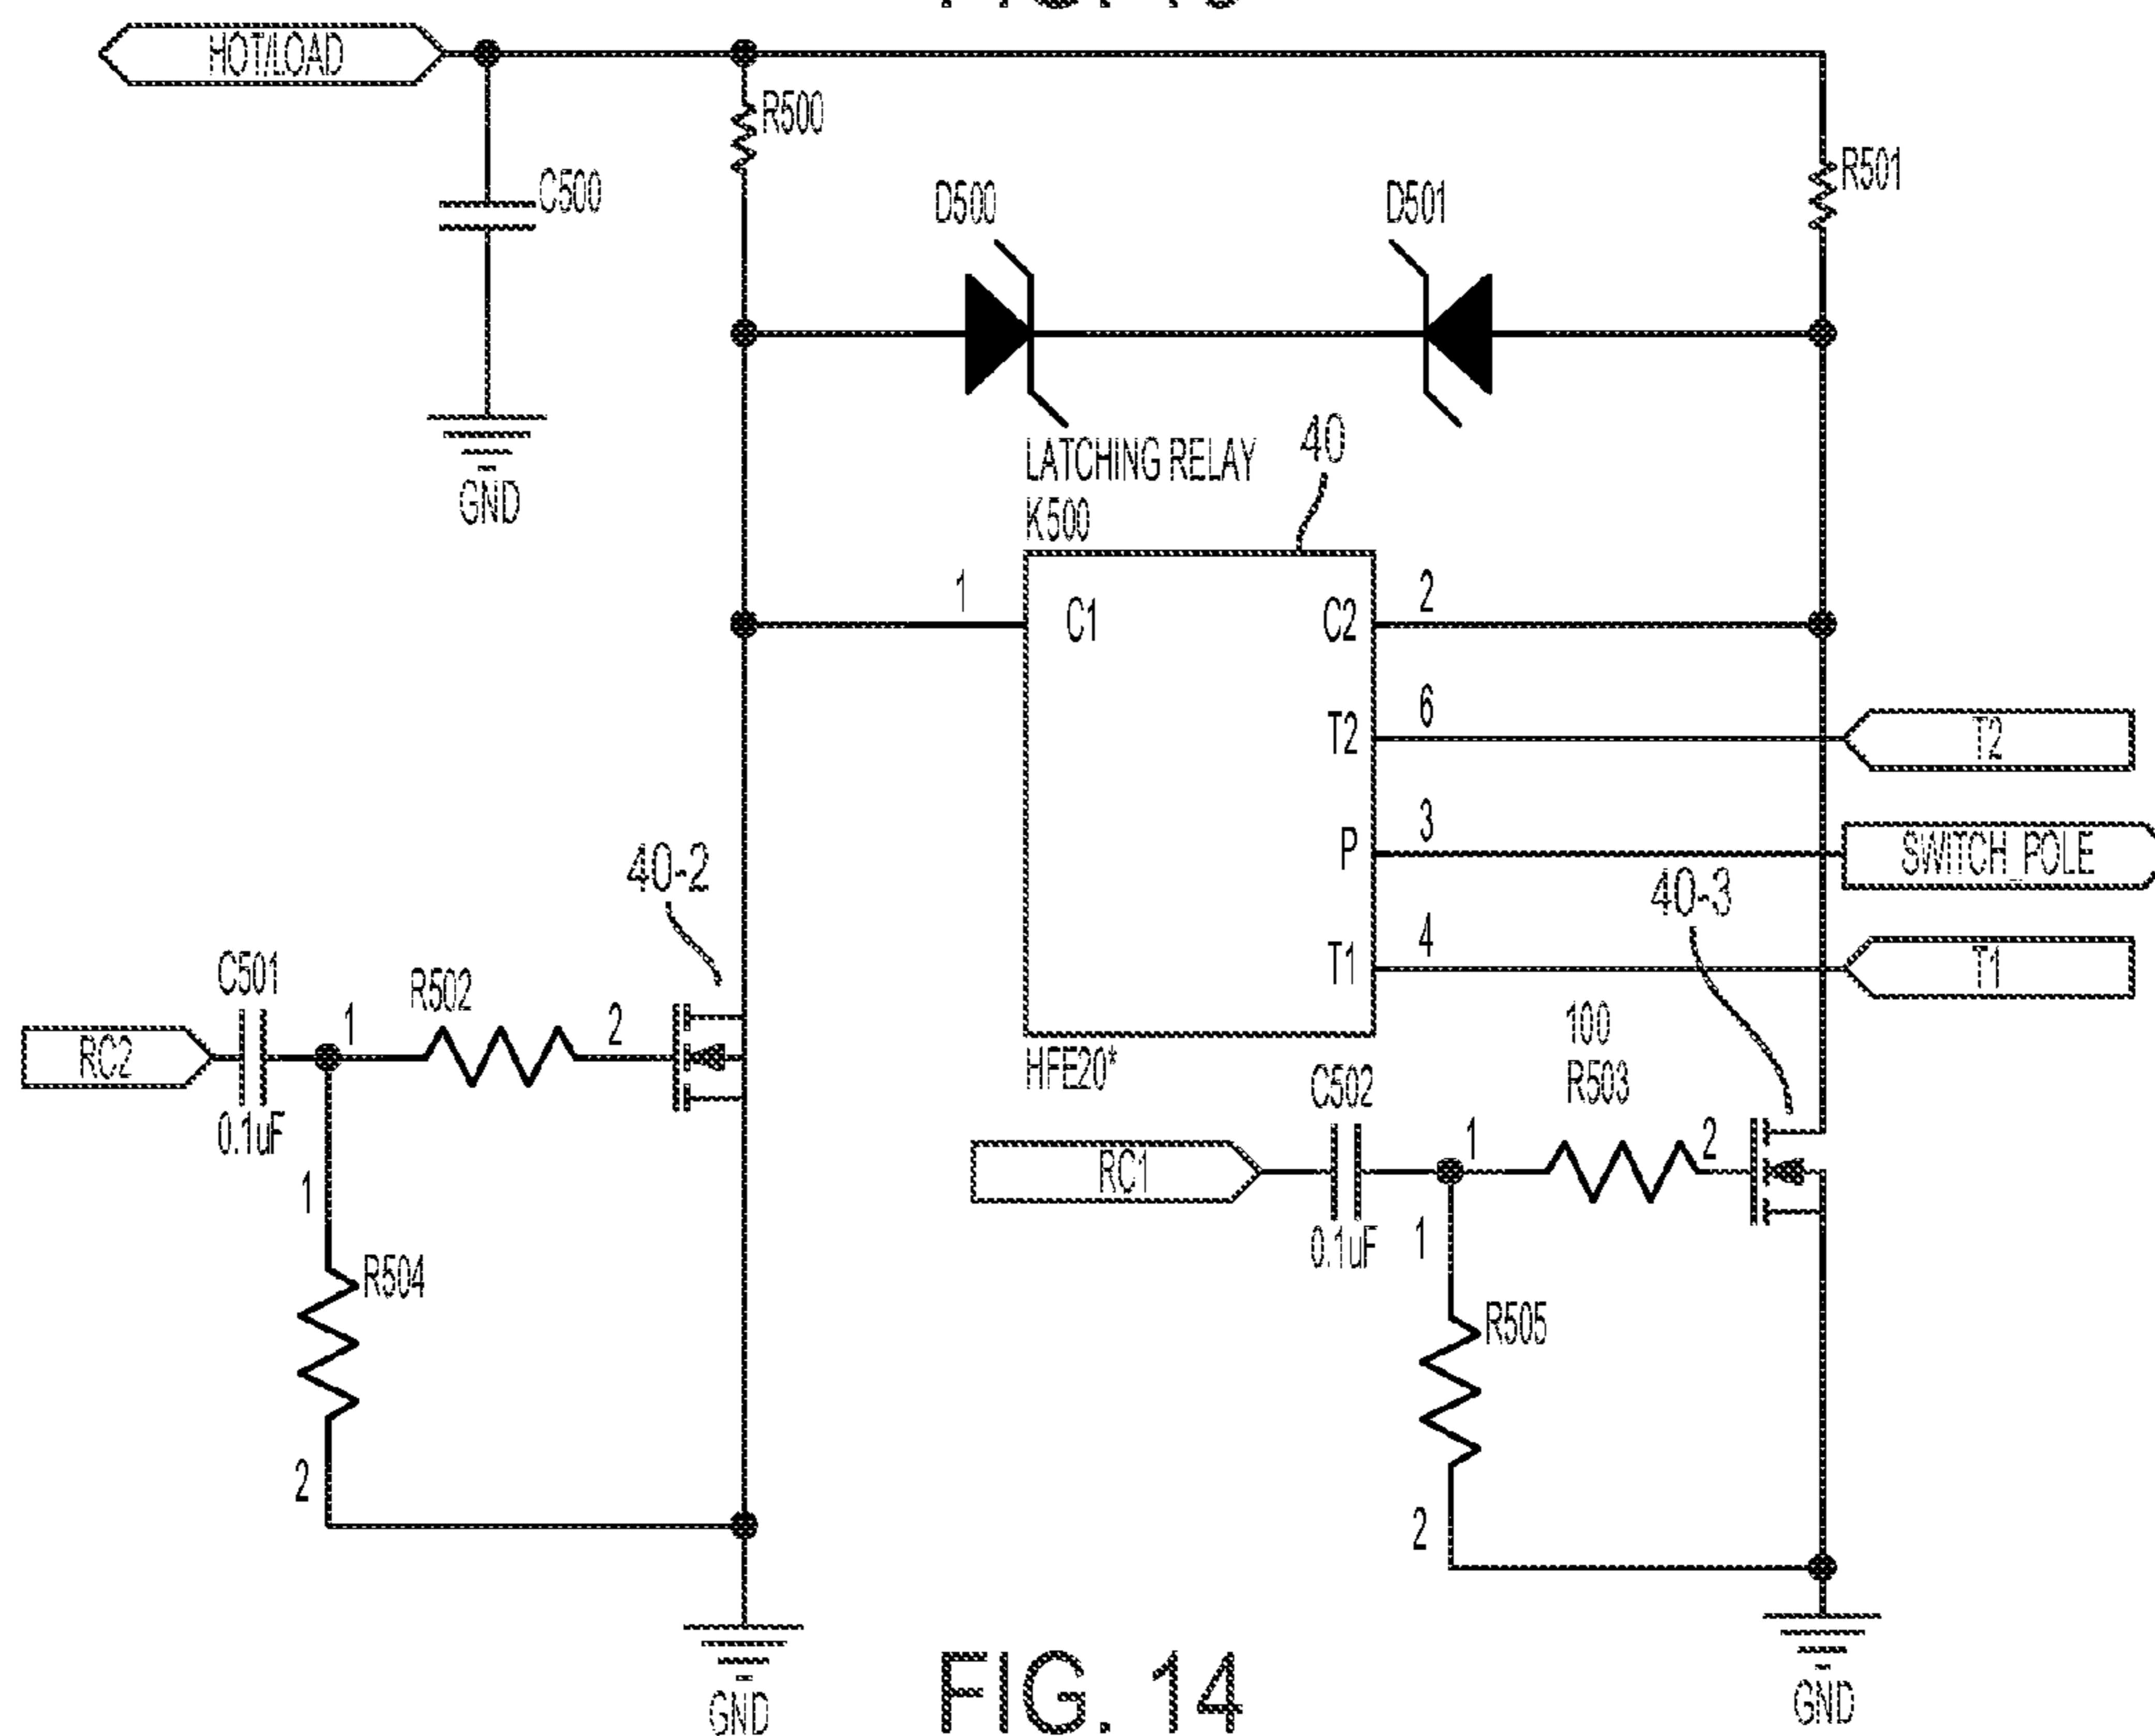 HOT/LOAD
R500
C500
R501
D500
D501
GND
LATCHING RELAY
K500
40
1
C1
C2
2
T2
6
T2
P
3
SWITCH_POLE
T1
4
T1
40-2
40-3
C501
R502
RC2
1
2
0.1uF
1
R504
2
GND
HFE20*
100
R503
C502
RC1
1
2
0.1uF
1
R505
2
GND
FIG. 14